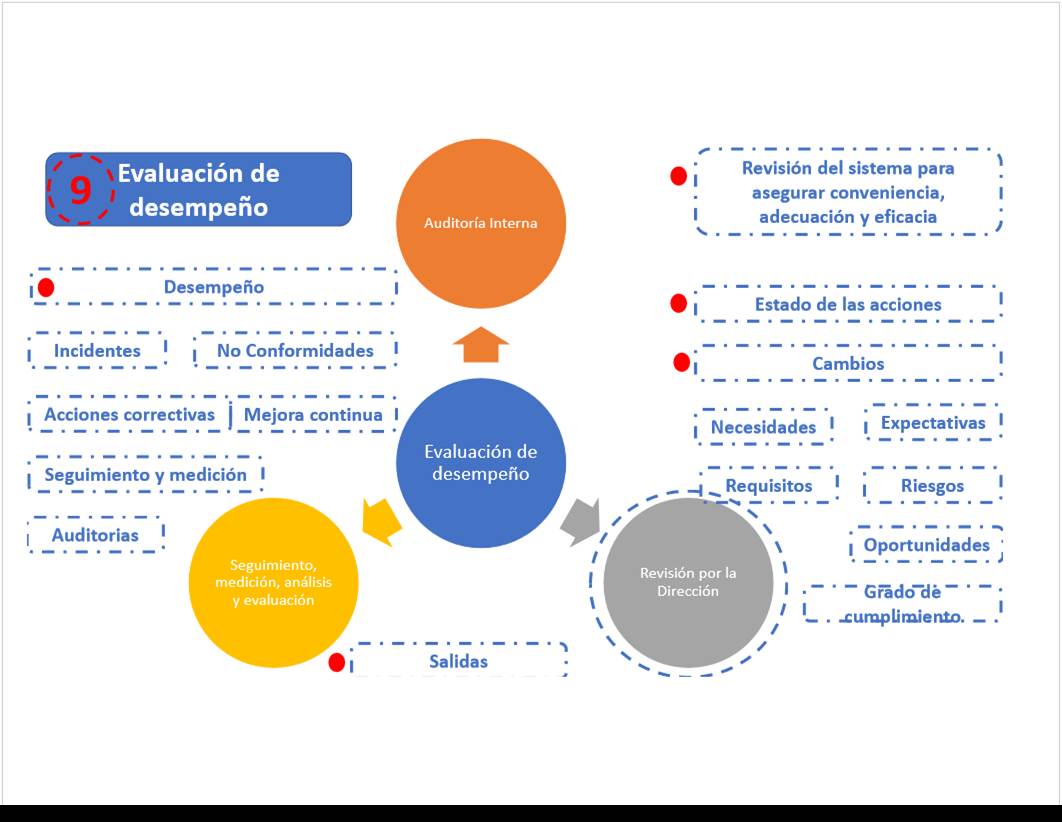 9
Evaluación de
desempeño
Auditoría Interna
Revisión del sistema para
asegurar conveniencia,
adecuación y eficacia
Desempeño
Estado de las acciones
Incidentes
No Conformidades
Cambios
Acciones correctivas
Mejora continua
Necesidades
Expectativas
Evaluación de
desempeño
Seguimiento y medición
Requisitos
Riesgos
Auditorias
Oportunidades
Seguimiento,
medición, análisis
y evaluación
Revisión por la
Dirección
Grado de
cumplimiento
Salidas